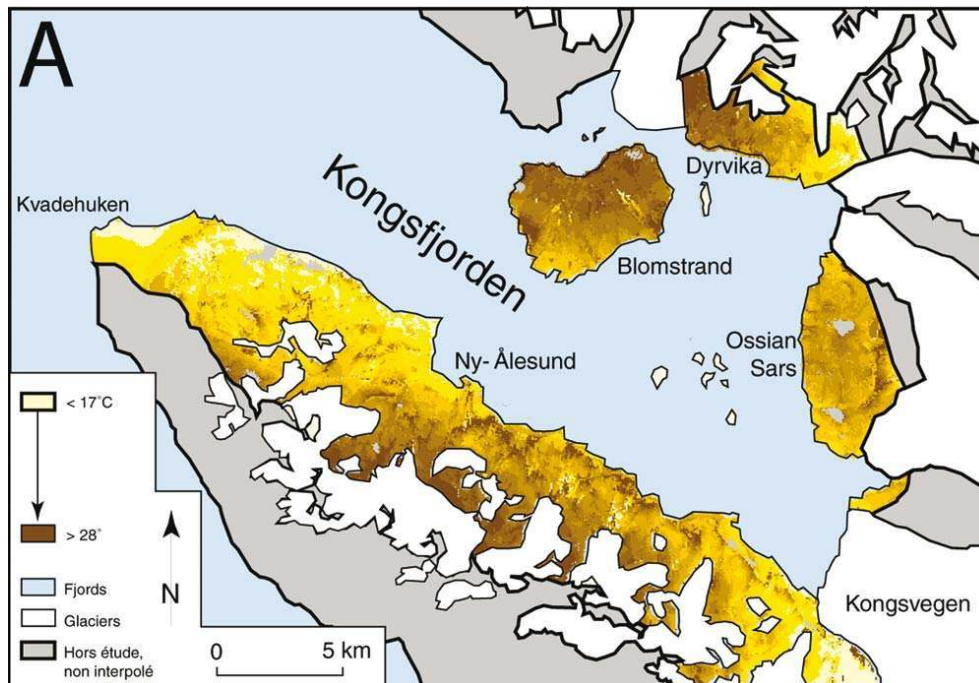 A
Kvadehuken
Kongsfjorden
Dyrvika
Blomstrand
Ny-Ålesund
Ossian
Sars
Kongsvegen
< 17°C
> 28°
Fjords
Glaciers
Hors étude,
non interpolé
N
0 5 km